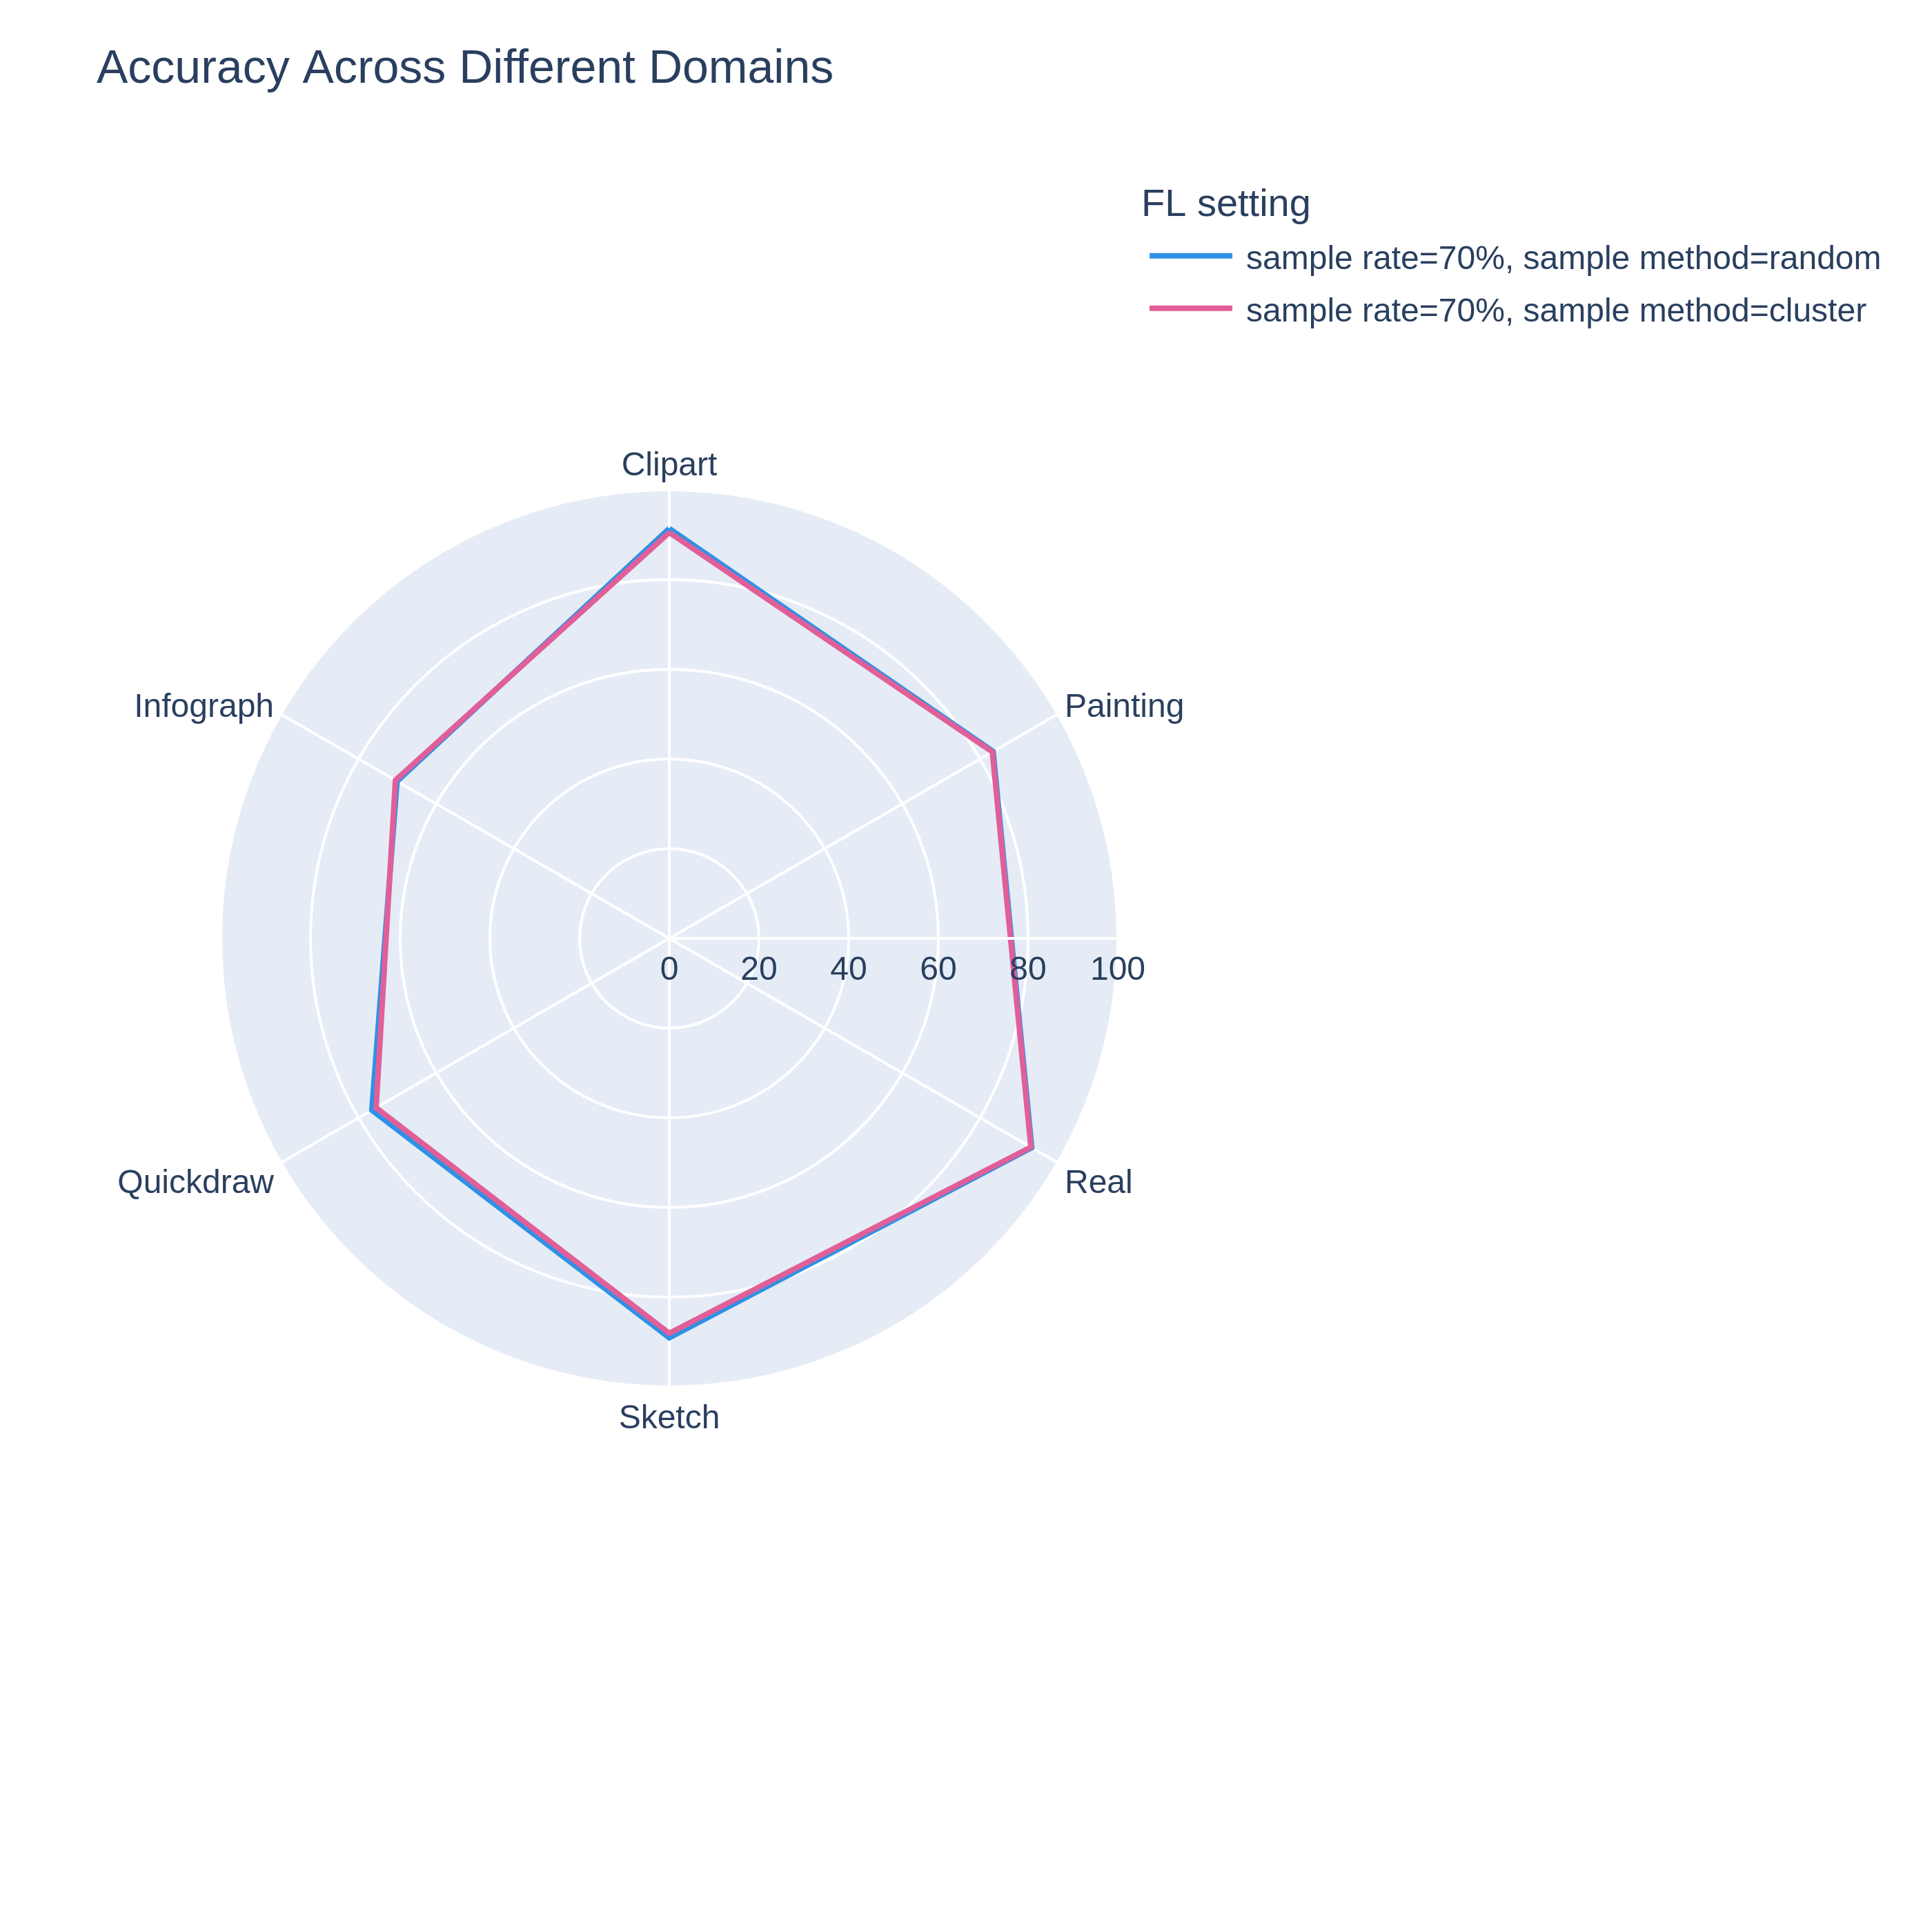 Accuracy Across Different Domains
FL setting
sample rate=70%, sample method=random
sample rate=70%, sample method=cluster
Clipart
Infograph
Painting
0 20 40 60 80 100
Quickdraw
Real
Sketch